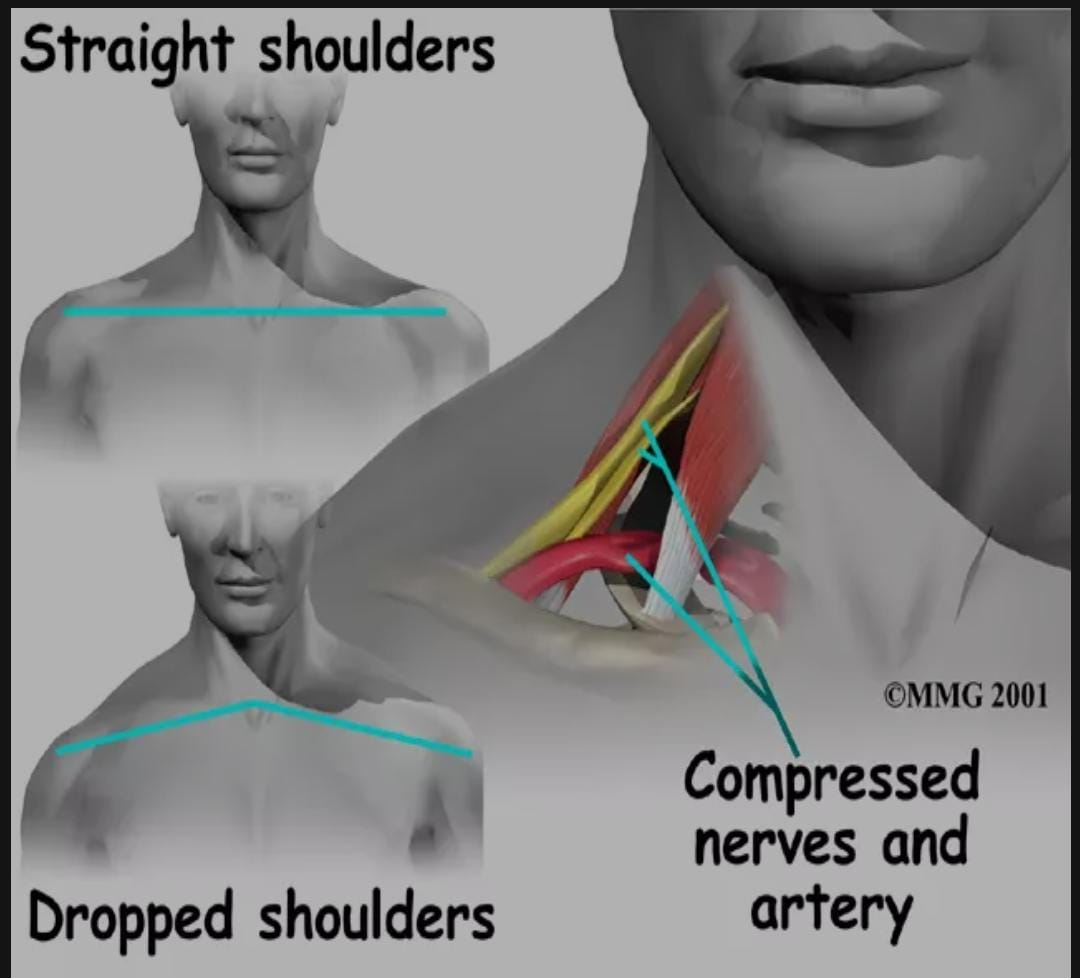 Straight shoulders
©MMG 2001
Compressed
nerves and
artery
Dropped shoulders